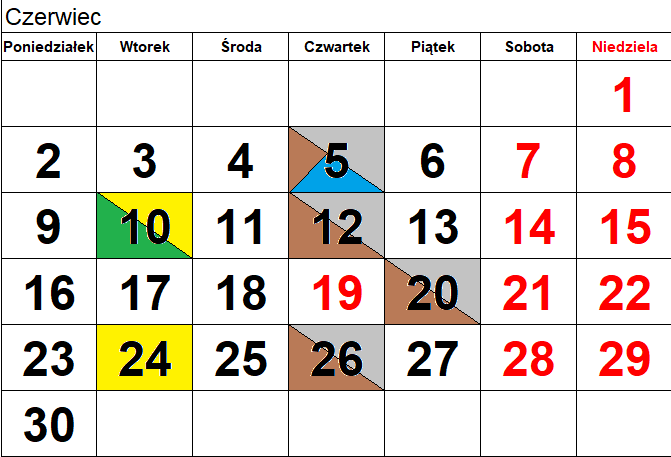 Czerwiec
Poniedziałek Wtorek Środa Czwartek Piątek Sobota Niedziela
1
2 3 4 5 6 7 8
9 10 11 12 13 14 15
16 17 18 19 20 21 22
23 24 25 26 27 28 29
30